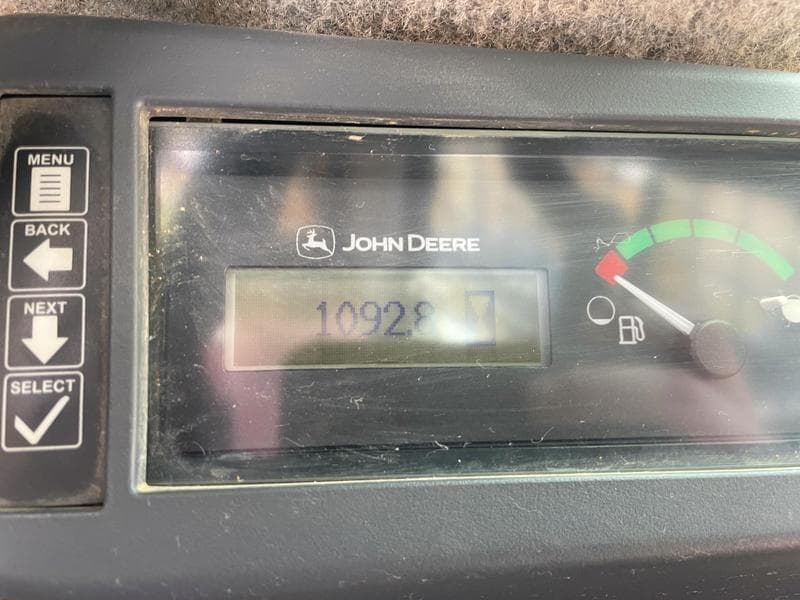 MENU
BACK
NEXT
SELECT
JOHN DEERE
1092.8